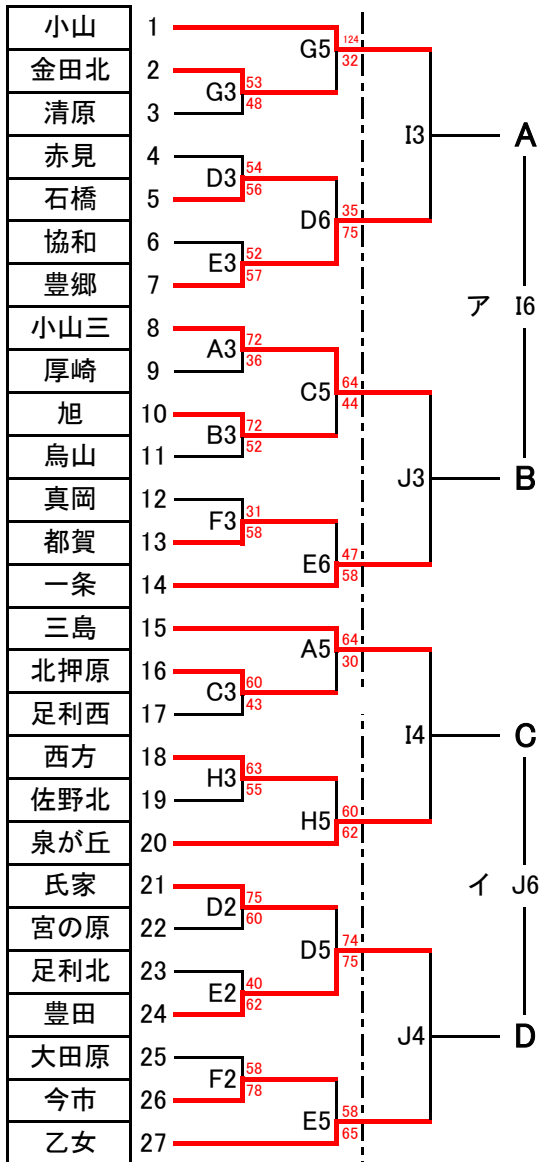 小山 1
G5 124
32
金田北 2
G3 53
48
清原 3
I3 A
赤見 4
D3 54
56
石橋 5
D6 35
75
協和 6
E3 52
57
豊郷 7
ア I6
小山三 8
A3 72
36
厚崎 9
C5 64
44
旭 10
B3 72
52
烏山 11
J3 B
真岡 12
F3 31
58
都賀 13
E6 47
58
一条 14
三島 15
A5 64
30
北押原 16
C3 60
43
足利西 17
I4 C
西方 18
H3 63
55
佐野北 19
H5 60
62
泉が丘 20
氏家 21
イ J6
D2 75
60
宮の原 22
D5 74
75
足利北 23
E2 40
62
豊田 24
J4 D
大田原 25
F2 58
78
今市 26
E5 58
65
乙女 27